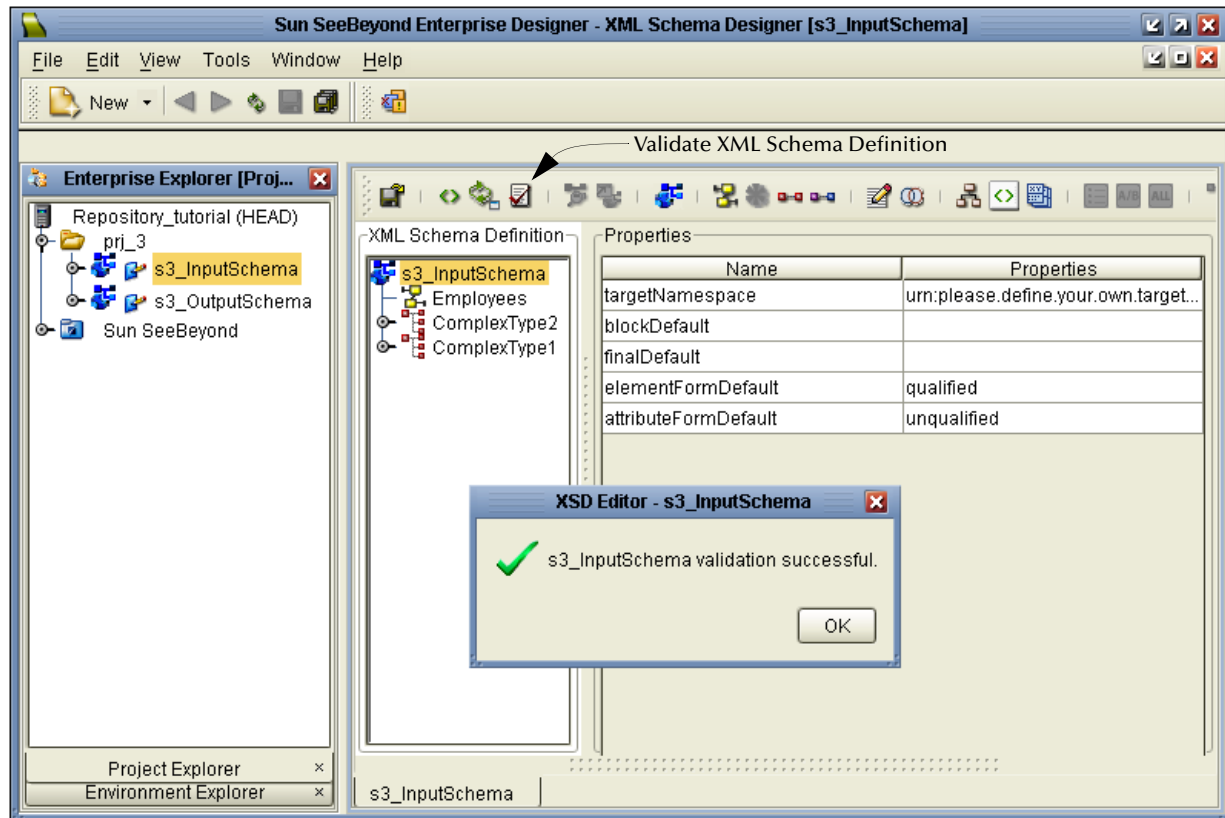 Sun SeeBeyond Enterprise Designer - XML Schema Designer [s3_InputSchema]
File Edit View Tools Window Help
New
Validate XML Schema Definition
Enterprise Explorer [Proj...
Repository_tutorial (HEAD)
prj_3
s3_InputSchema
s3_OutputSchema
Sun SeeBeyond
Project Explorer ×
Environment Explorer ×
A/B ALL
XML Schema Definition
s3_InputSchema
Employees
ComplexType2
ComplexType1
Properties
Name Properties
targetNamespace urn:please.define.your.own.target...
blockDefault
finalDefault
elementFormDefault qualified
attributeFormDefault unqualified
XSD Editor - s3_InputSchema
s3_InputSchema validation successful.
OK
s3_InputSchema